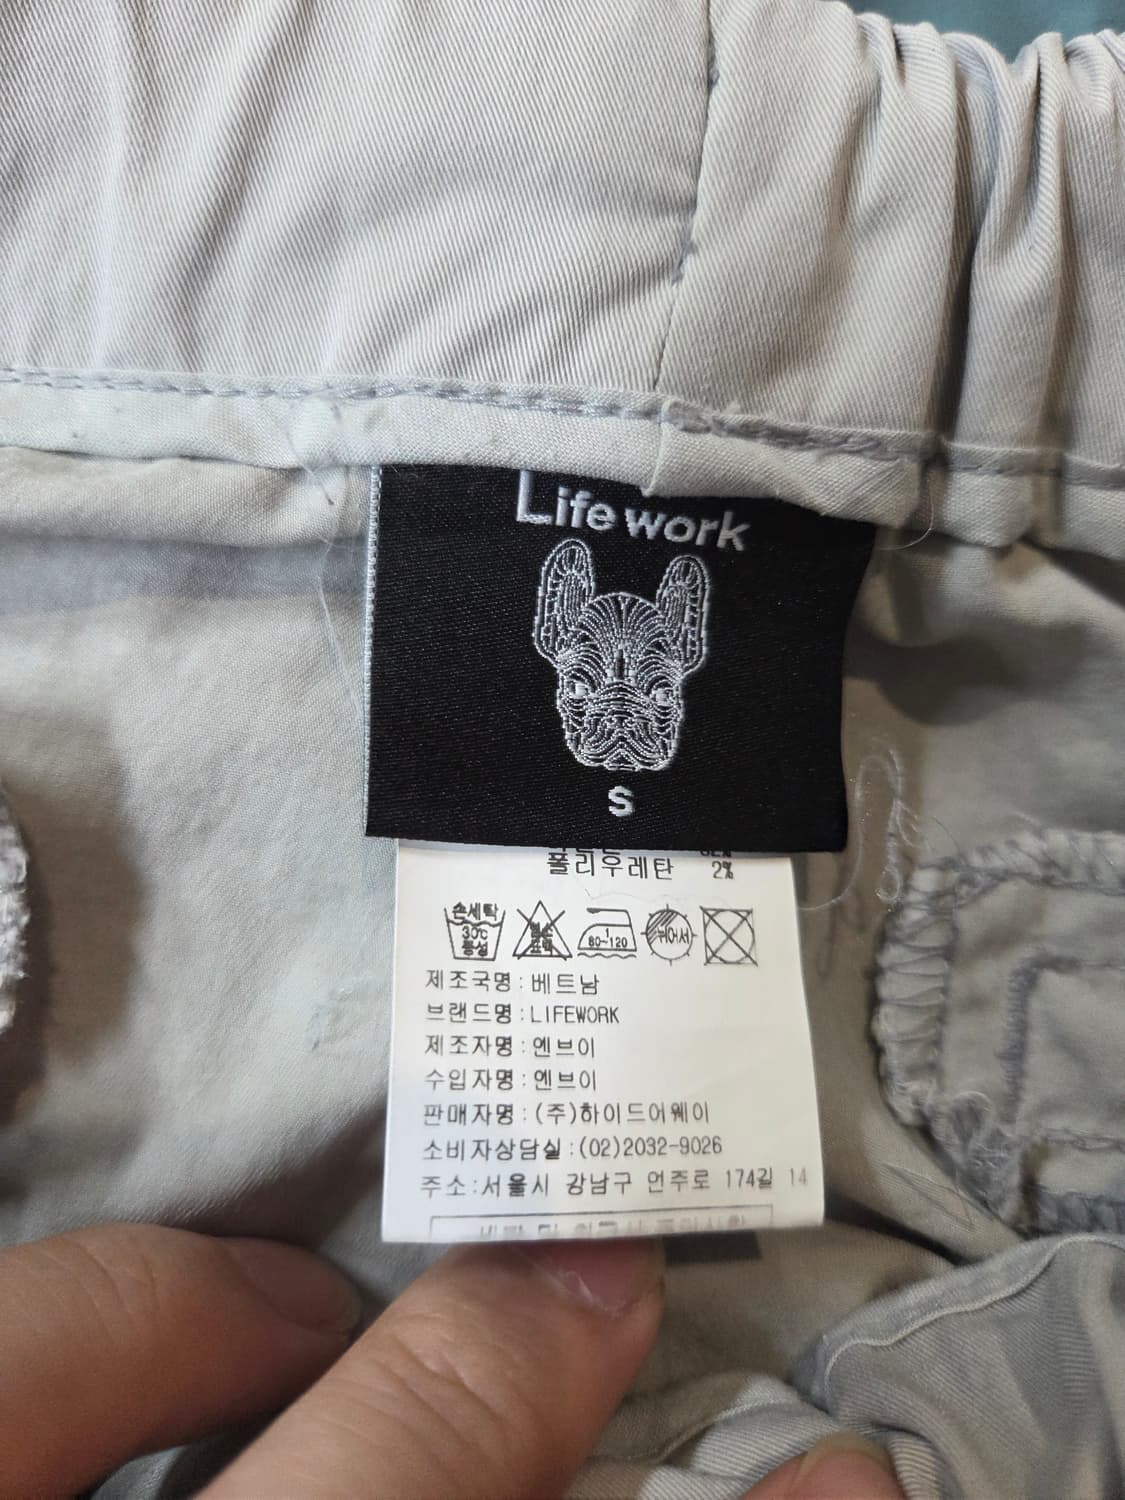 Life work
S
폴리우레탄 2%
손세탁
30℃
중성
80~120
뉘어서
제조국명:베트남
브랜드명:LIFEWORK
제조자명:엔브이
수입자명:엔브이
판매자명:(주)하이드어웨이
소비자상담실:(02)2032-9026
주소:서울시 강남구 언주로 174길 14